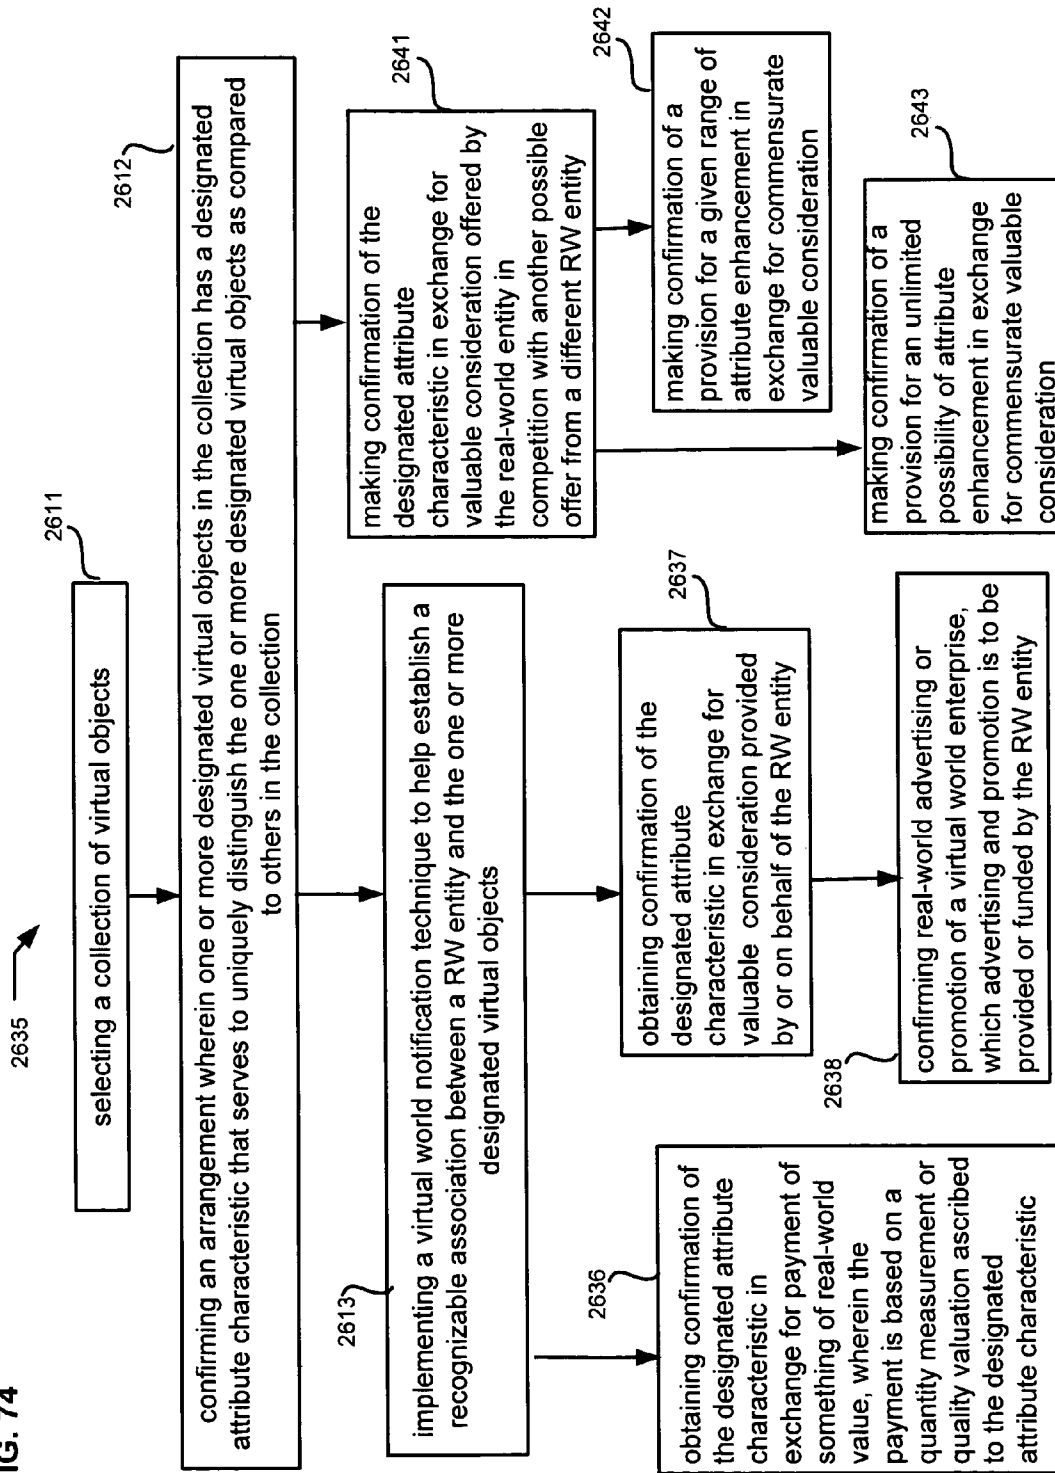 IG. 74
2635
selecting a collection of virtual objects
2611
confirming an arrangement wherein one or more designated virtual objects in the collection has a designated
attribute characteristic that serves to uniquely distinguish the one or more designated virtual objects as compared
to others in the collection
2612
implementing a virtual world notification technique to help establish a
recognizable association between a RW entity and the one or more
designated virtual objects
2613
making confirmation of the
designated attribute
characteristic in exchange for
valuable consideration offered by
the real-world entity in
competition with another possible
offer from a different RW entity
2641
obtaining confirmation of
the designated attribute
characteristic in
exchange for payment of
something of real-world
value, wherein the
payment is based on a
quantity measurement or
quality valuation ascribed
to the designated
attribute characteristic
2636
obtaining confirmation of the
designated attribute
characteristic in exchange for
valuable consideration provided
by or on behalf of the RW entity
2637
confirming real-world advertising or
promotion of a virtual world enterprise,
which advertising and promotion is to be
provided or funded by the RW entity
2638
making confirmation of a
provision for a given range of
attribute enhancement in
exchange for commensurate
valuable consideration
2642
making confirmation of a
provision for an unlimited
possibility of attribute
enhancement in exchange
for commensurate valuable
consideration
2643